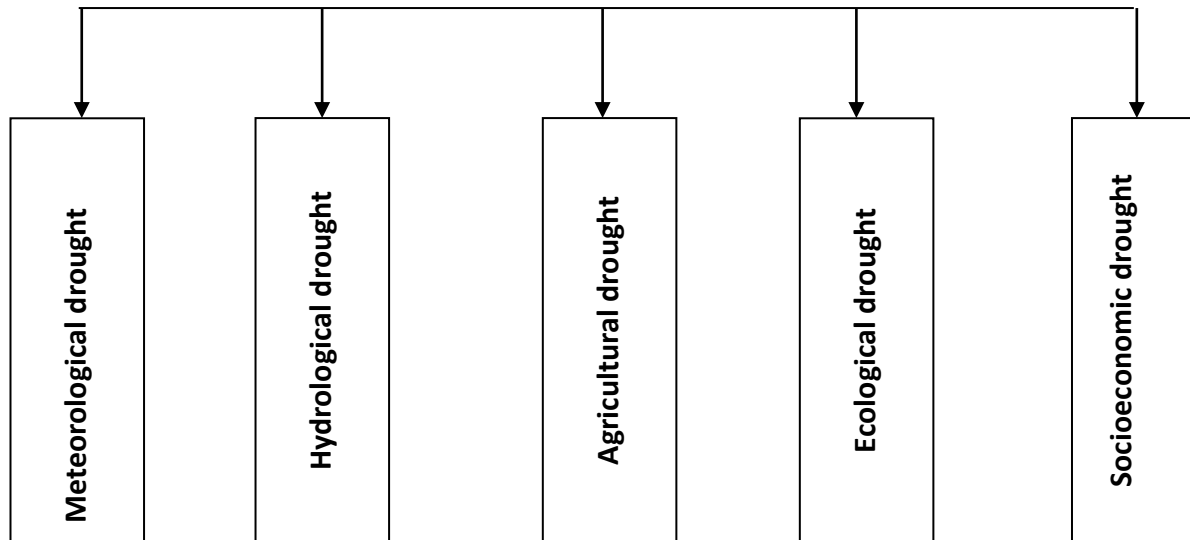 Meteorological drought
Hydrological drought
Agricultural drought
Ecological drought
Socioeconomic drought